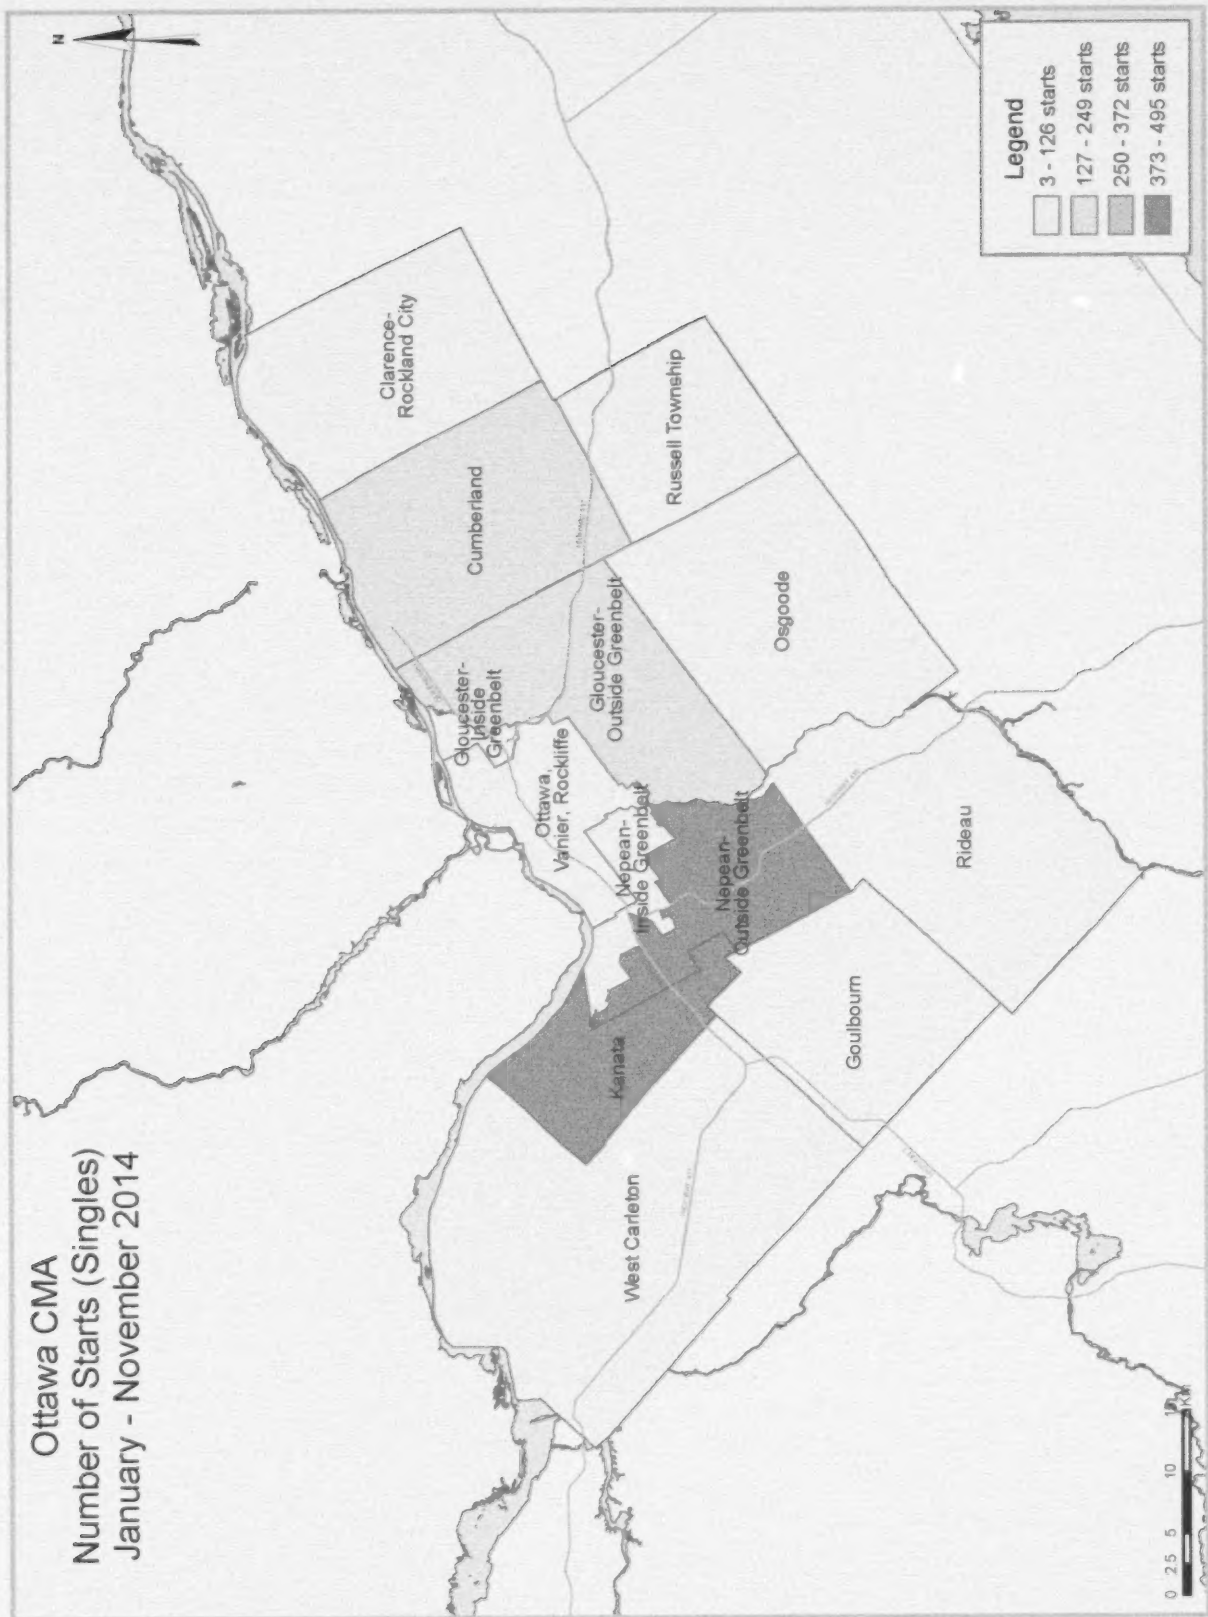 Ottawa CMA
Number of Starts (Singles)
January - November 2014
N
Clarence-
Rockland City
Cumberland
Russell Township
Gloucester-
Inside
Greenbelt
Gloucester-
Outside Greenbelt
Osgoode
Ottawa,
Vanier, Rockliffe
Nepean-
Inside Greenbelt
Nepean-
Outside Greenbelt
Rideau
Kanata
Goulbourn
West Carleton
Legend
3 - 126 starts
127 - 249 starts
250 - 372 starts
373 - 495 starts
0 2.5 5 10
Km